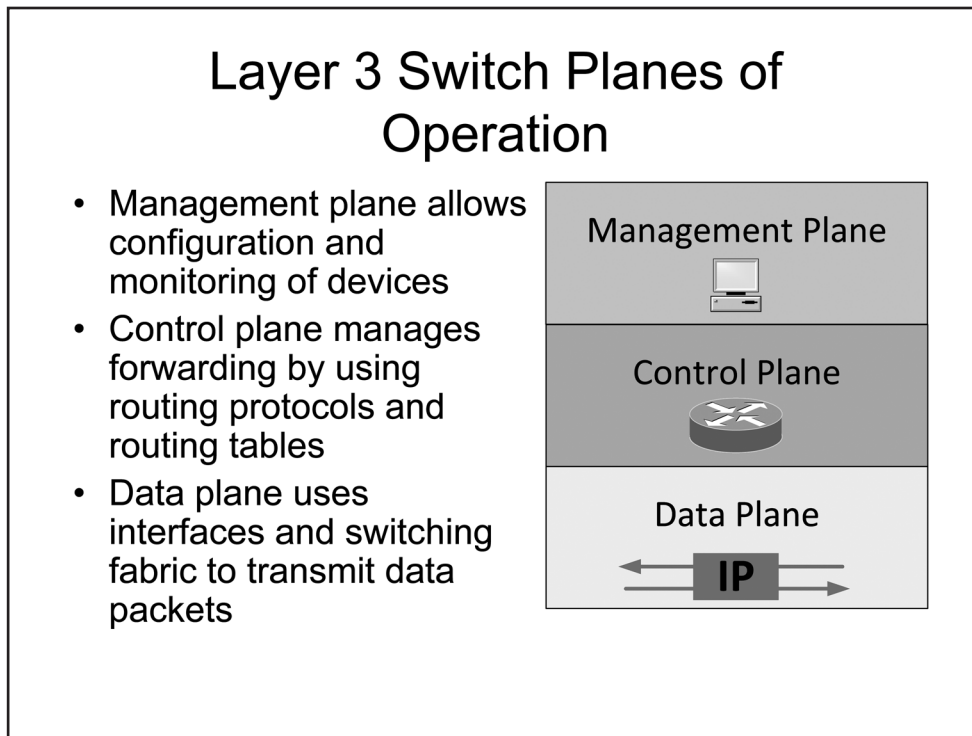 Layer 3 Switch Planes of
Operation
• Management plane allows
configuration and
monitoring of devices
• Control plane manages
forwarding by using
routing protocols and
routing tables
• Data plane uses
interfaces and switching
fabric to transmit data
packets
Management Plane
Control Plane
Data Plane
IP